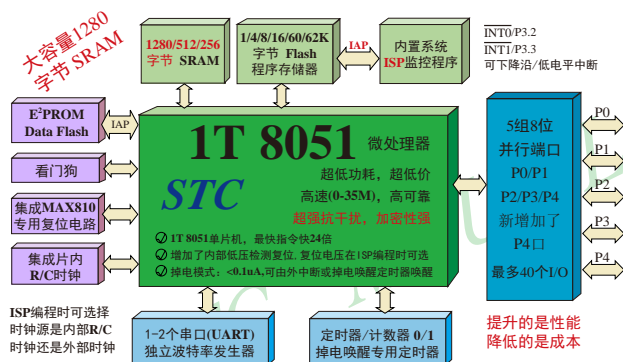 大容量1280
字节 SRAM
1280/512/256
字节 SRAM
1/4/8/16/60/62K
字节 Flash
程序存储器
IAP
内置系统
ISP监控程序
INT0/P3.2
INT1/P3.3
可下降沿/低电平中断
E²PROM
Data Flash
IAP
看门狗
集成MAX810
专用复位电路
集成片内
R/C时钟
1T 8051 微处理器
STC
超低功耗，超低价
高速(0-35M)，高可靠
超强抗干扰，加密性强
1T 8051单片机，最快指令快24倍
增加了内部低压检测复位,复位电压在ISP编程时可选
掉电模式：<0.1uA,可由外中断或掉电唤醒定时器唤醒
5组8位
并行端口
P0/P1
P2/P3/P4
新增加了
P4口
最多40个I/O
P0
P1
P2
P3
P4
ISP编程时可选择
时钟源是内部R/C
时钟还是外部时钟
1-2个串口(UART)
独立波特率发生器
定时器/计数器 0/1
掉电唤醒专用定时器
提升的是性能
降低的是成本